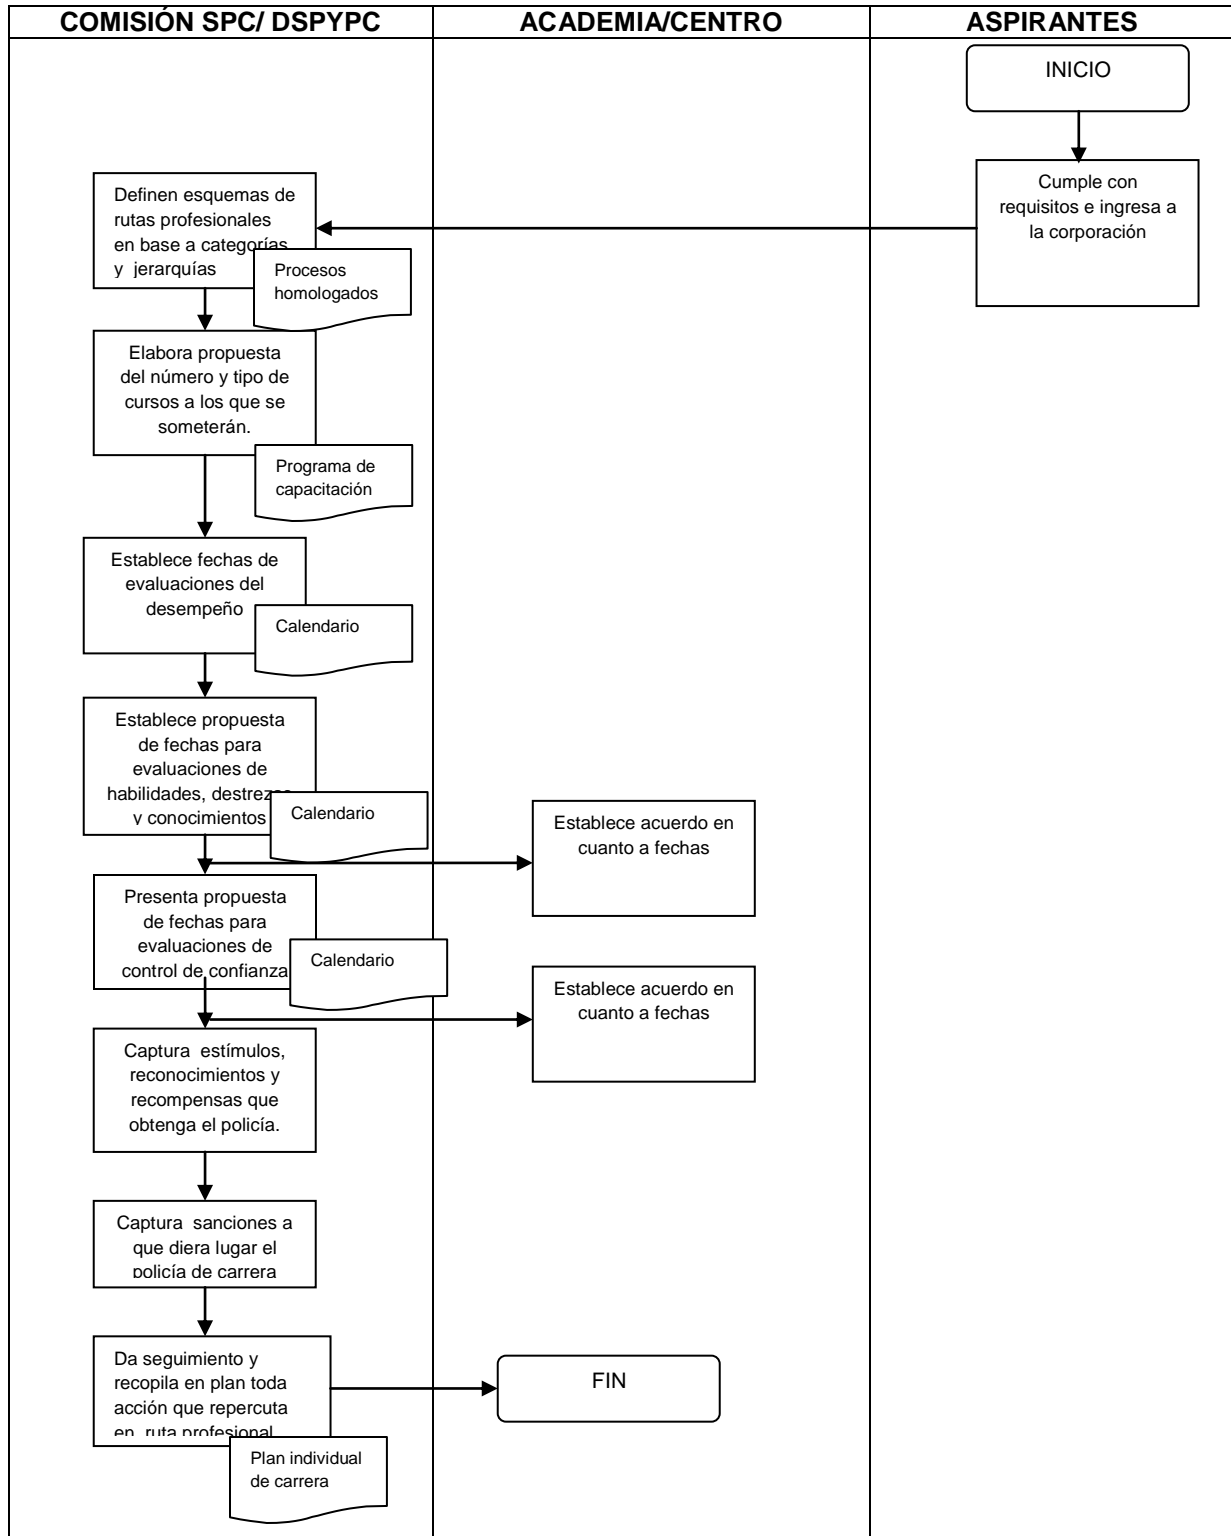 COMISIÓN SPC/ DSPYPC
ACADEMIA/CENTRO
ASPIRANTES
INICIO
Cumple con
requisitos e ingresa a
la corporación
Definen esquemas de
rutas profesionales
en base a categorías
y jerarquías
Procesos
homologados
Elabora propuesta
del número y tipo de
cursos a los que se
someterán.
Programa de
capacitación
Establece fechas de
evaluaciones del
desempeño
Calendario
Establece propuesta
de fechas para
evaluaciones de
habilidades, destrezas
y conocimientos
Calendario
Establece acuerdo en
cuanto a fechas
Presenta propuesta
de fechas para
evaluaciones de
control de confianza
Calendario
Establece acuerdo en
cuanto a fechas
Captura estímulos,
reconocimientos y
recompensas que
obtenga el policía.
Captura sanciones a
que diera lugar el
policía de carrera
Da seguimiento y
recopila en plan toda
acción que repercuta
en ruta profesional
Plan individual
de carrera
FIN